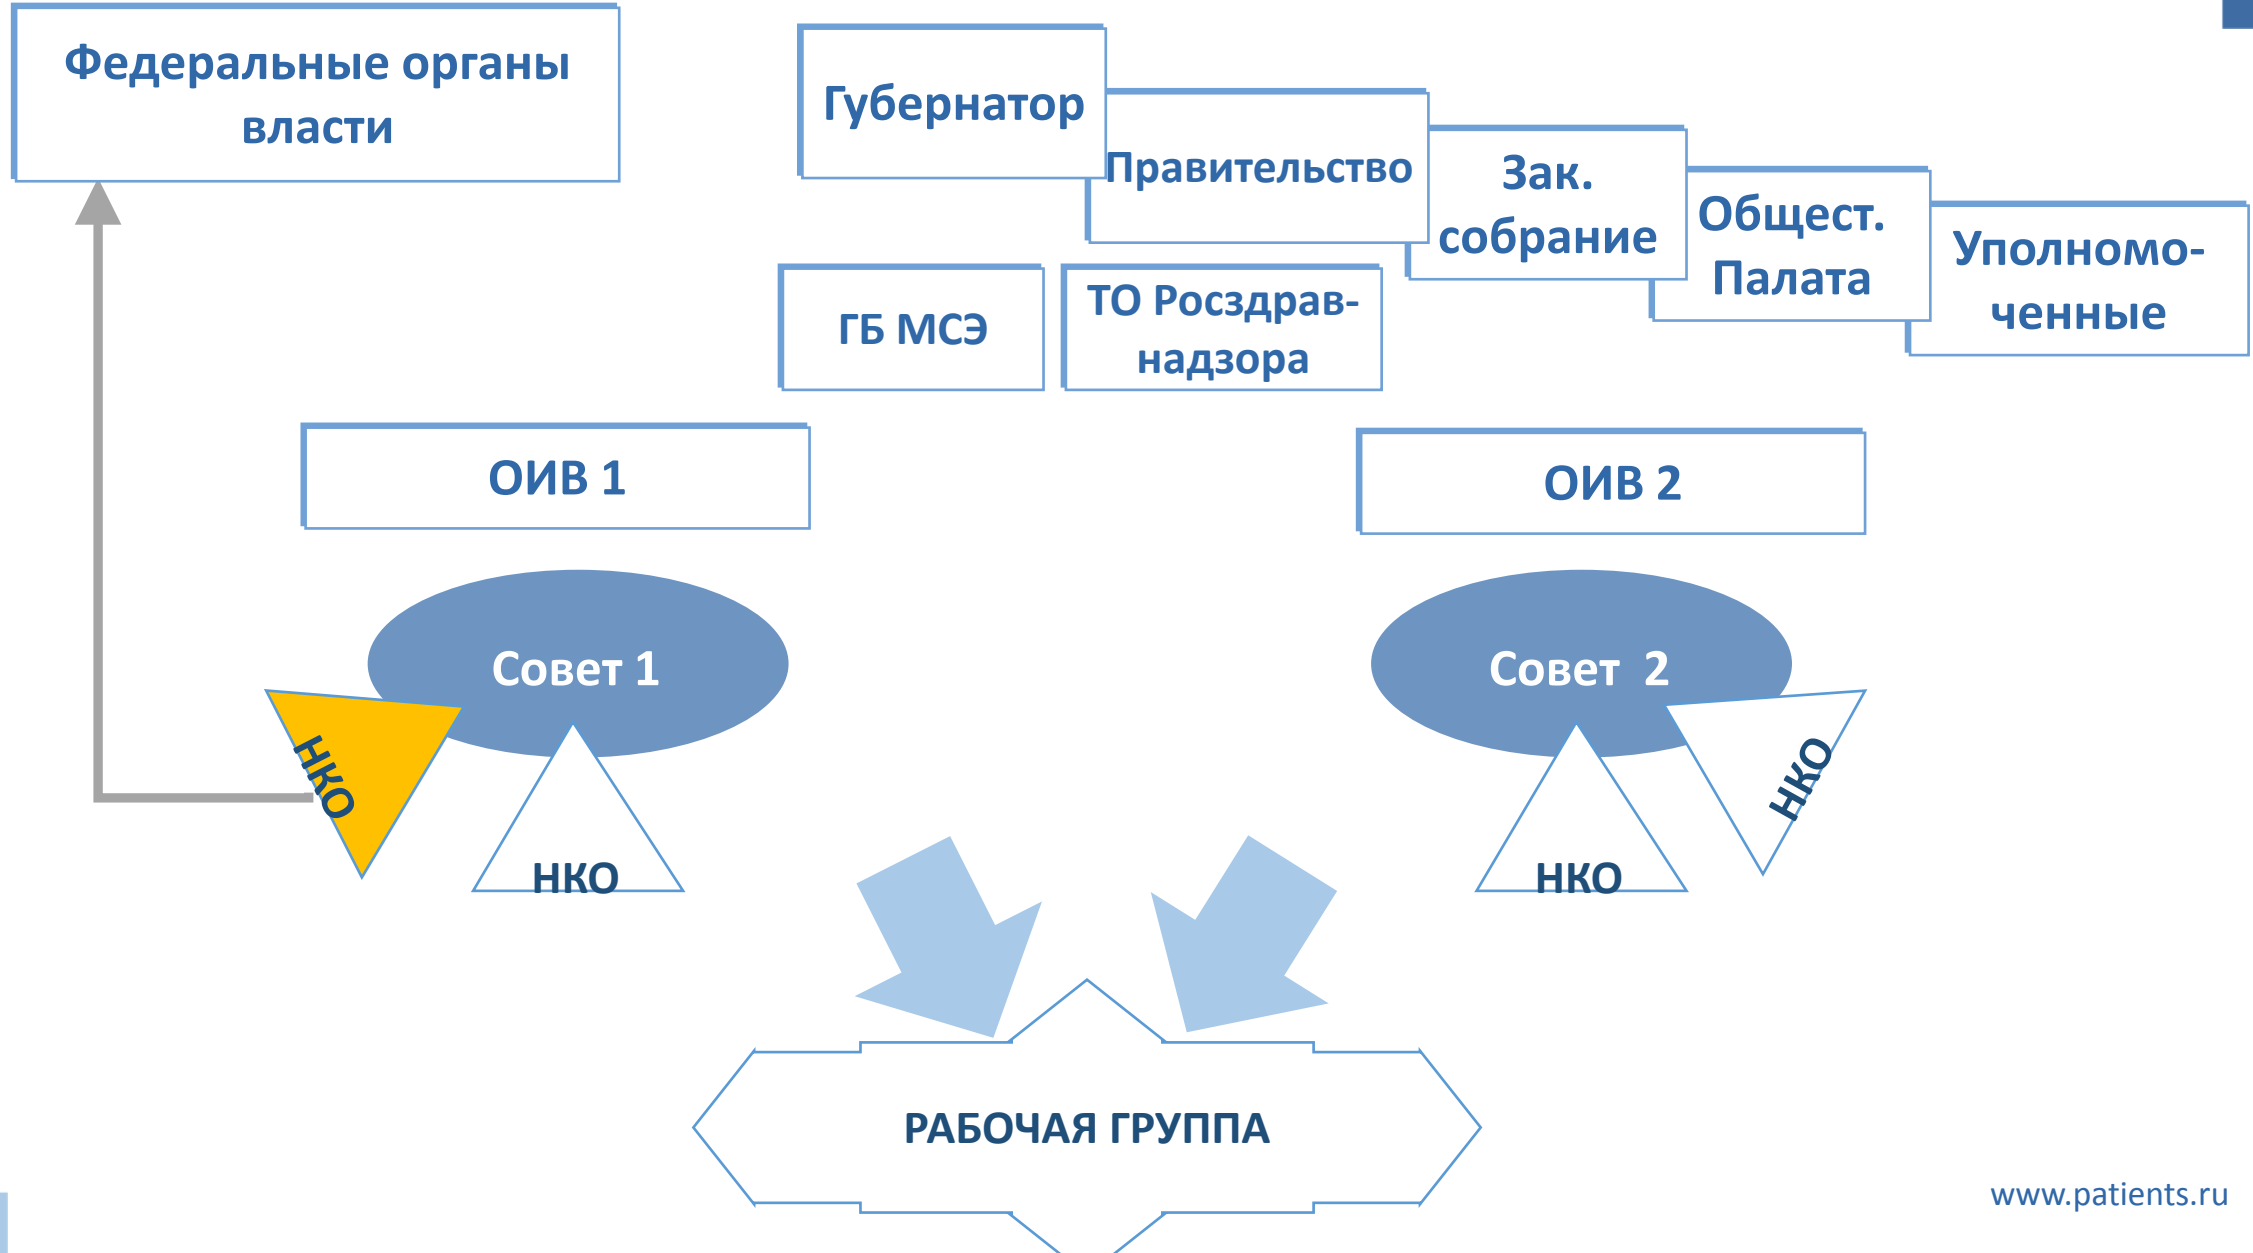 Федеральные органы
власти
Губернатор
Правительство
Зак.
собрание
Общест.
Палата
Уполномо-
ченные
ГБ МСЭ
ТО Росздрав-
надзора
ОИВ 1
ОИВ 2
Совет 1
Совет 2
НКО
НКО
НКО
НКО
РАБОЧАЯ ГРУППА
www.patients.ru